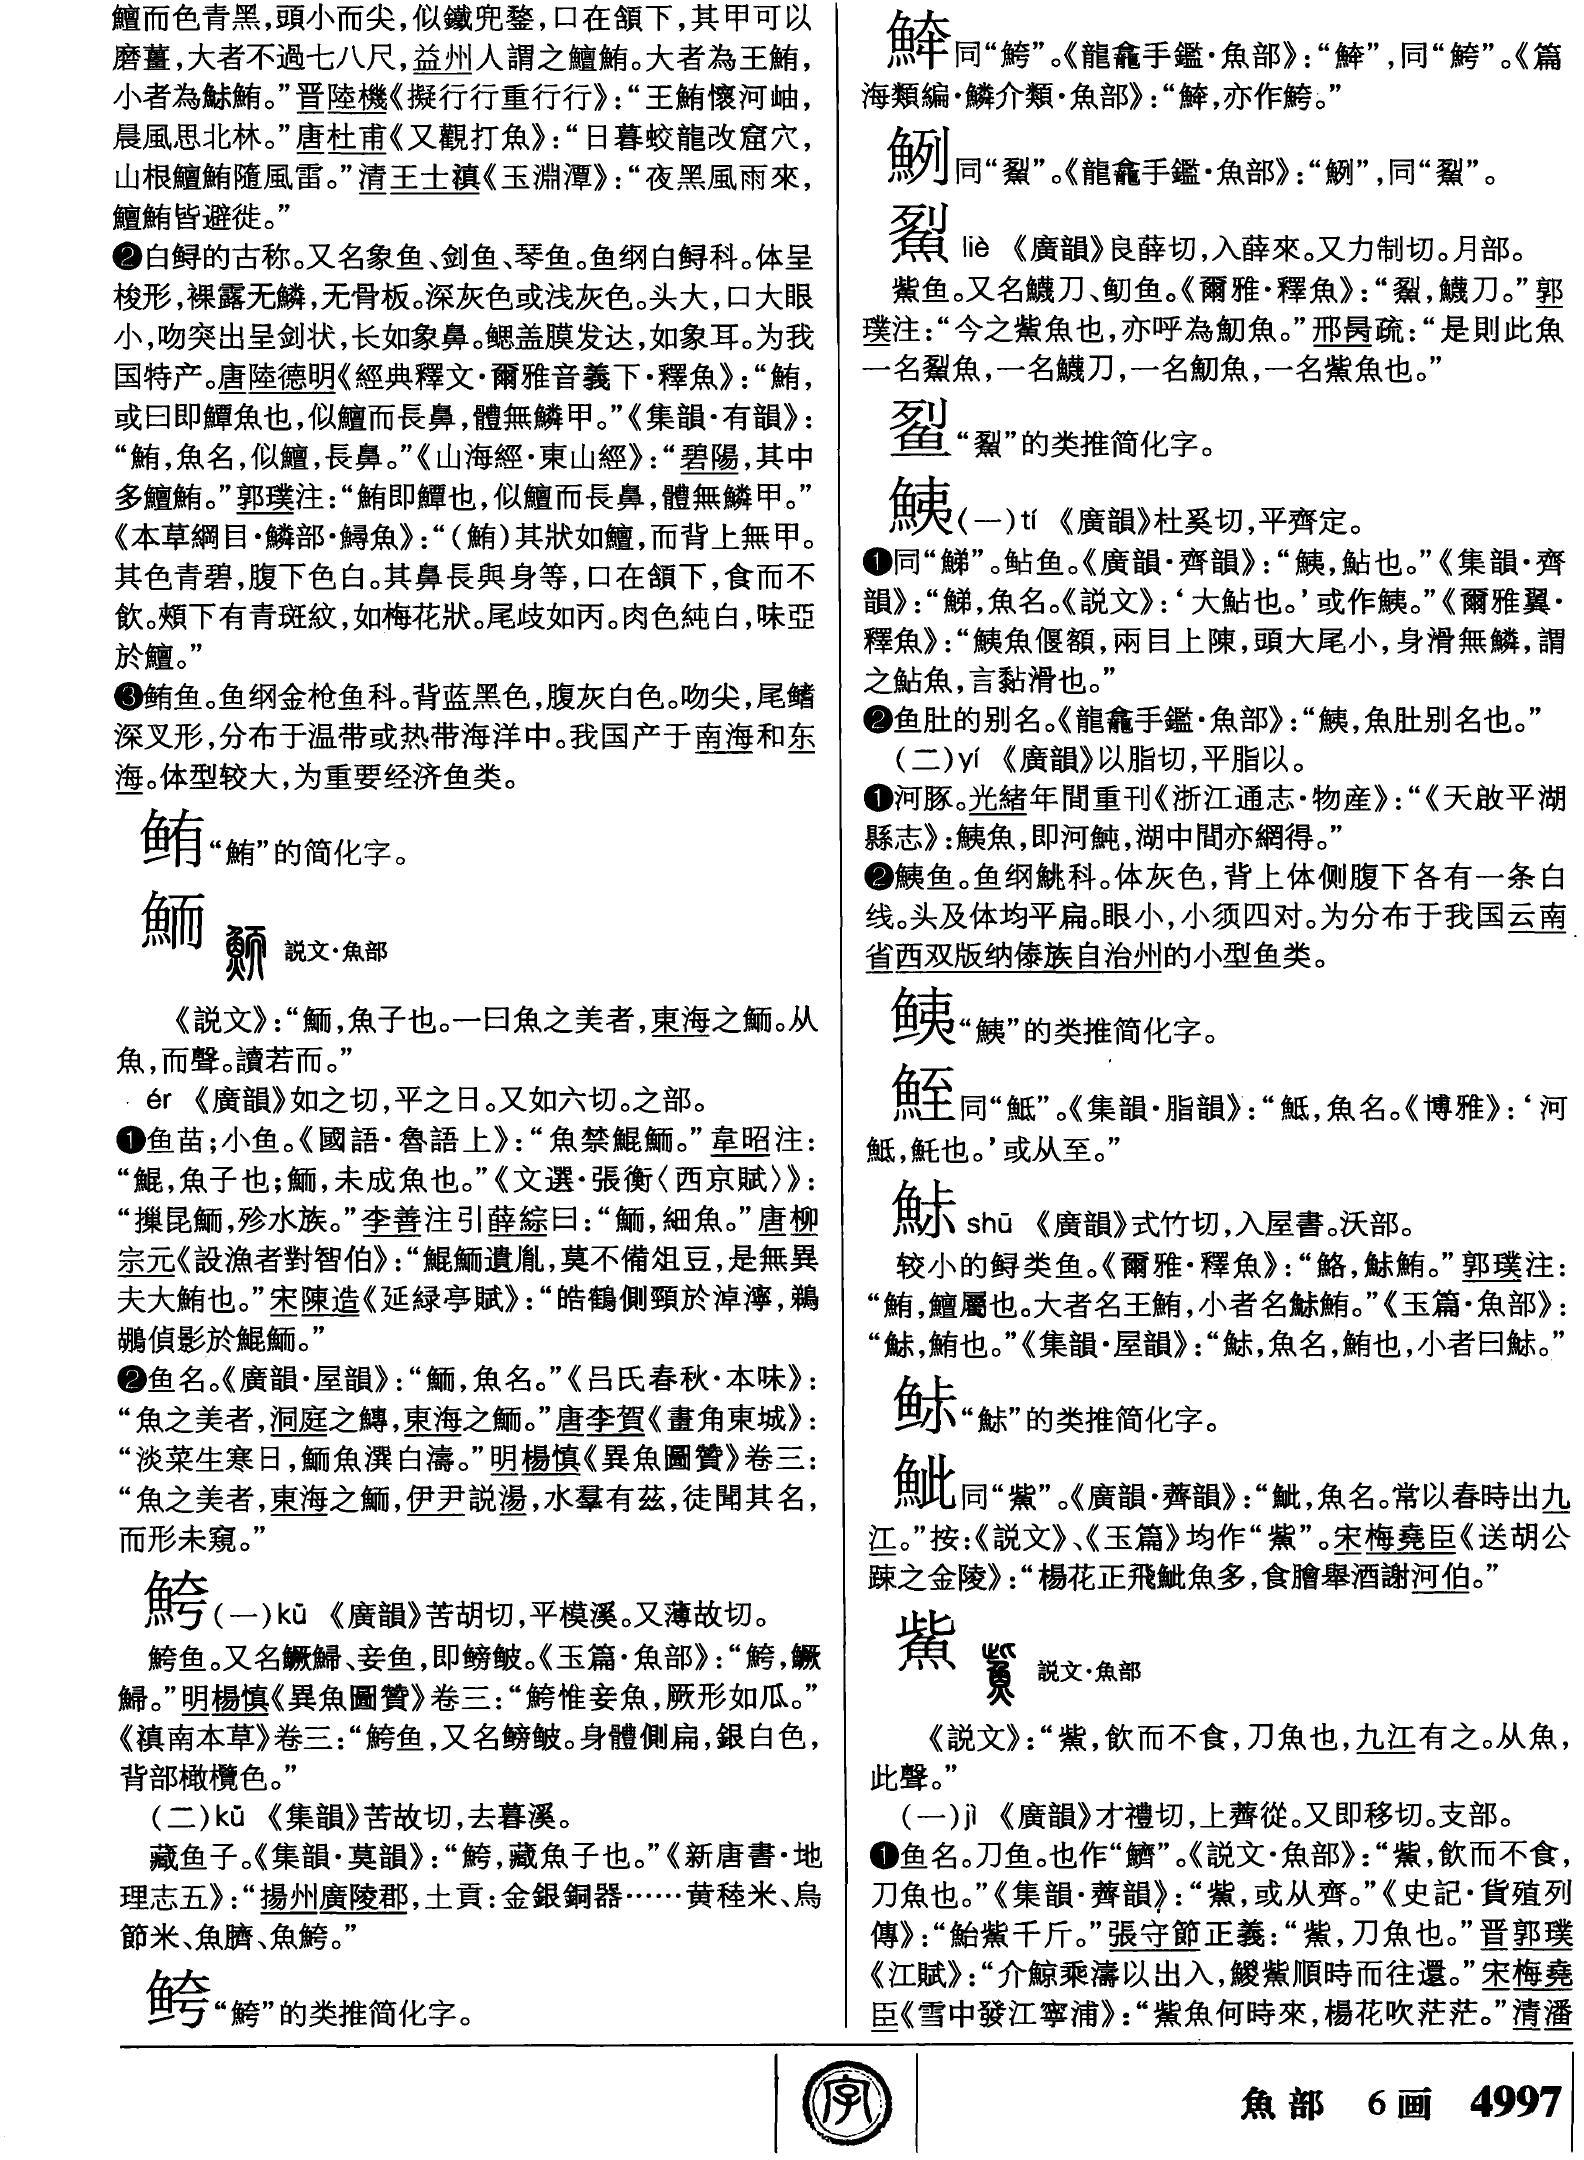 鱣而色青黑，頭小而尖，似鐵兜鍪，口在頷下，其甲可以
磨薑，大者不過七八尺，益州人謂之鱣鮪。大者為王鮪，
小者為鮛鮪。”晋陸機《擬行行重行行》：“王鮪懷河岫，
晨風思北林。”唐杜甫《又觀打魚》：“日暮蛟龍改窟穴，
山根鱣鮪隨風雷。”清王士滇《玉淵潭》：“夜黑風雨來，
鱣鮪皆避徙。”
❷白鲟的古称。又名象鱼、剑鱼、琴鱼。鱼纲白鲟科。体呈
梭形，裸露无鳞，无骨板。深灰色或浅灰色。头大，口大眼
小，吻突出呈剑状，长如象鼻。鳃盖膜发达，如象耳。为我
国特产。唐陸德明《經典釋文·爾雅音義下·釋魚》：“鮪，
或曰即鱏魚也，似鱣而長鼻，體無鱗甲。”《集韻·有韻》：
“鮪，魚名，似鱣，長鼻。”《山海經·東山經》：“碧陽，其中
多鱣鮪。”郭璞注：“鮪即鱏也，似鱣而長鼻，體無鱗甲。”
《本草綱目·鱗部·鱘魚》：“（鮪）其狀如鱣，而背上無甲。
其色青碧，腹下色白。其鼻長與身等，口在頷下，食而不
飲。頰下有青斑紋，如梅花狀。尾歧如丙。肉色純白，味亞
於鱣。”
❸鲔鱼。鱼纲金枪鱼科。背蓝黑色，腹灰白色。吻尖，尾鳍
深叉形，分布于温带或热带海洋中。我国产于南海和东
海。体型较大，为重要经济鱼类。
鲔“鮪”的简化字。
鮞 説文·魚部
《説文》：“鮞，魚子也。一曰魚之美者，東海之鮞。从
魚，而聲。讀若而。”
ér 《廣韻》如之切，平之日。又如六切。之部。
❶鱼苗；小鱼。《國語·魯語上》：“魚禁鯤鮞。”韋昭注：
“鯤，魚子也；鮞，未成魚也。”《文選·張衡〈西京賦〉》：
“摷昆鮞，殄水族。”李善注引薛綜曰：“鮞，細魚。”唐柳
宗元《設漁者對智伯》：“鯤鮞遺胤，莫不備俎豆，是無異
夫大鮪也。”宋陳造《延緑亭賦》：“皓鶴側頸於淖濘，鵜
鶘偵影於鯤鮞。”
❷鱼名。《廣韻·屋韻》：“鮞，魚名。”《吕氏春秋·本味》：
“魚之美者，洞庭之鱄，東海之鮞。”唐李賀《畫角東城》：
“淡菜生寒日，鮞魚潠白濤。”明楊慎《異魚圖贊》卷三：
“魚之美者，東海之鮞，伊尹説湯，水羣有兹，徒聞其名，
而形未窺。”
鮬（一）kū 《廣韻》苦胡切，平模溪。又薄故切。
鮬鱼。又名鱖鯞、妾鱼，即鳑鲏。《玉篇·魚部》：“鮬，鱖
鯞。”明楊慎《異魚圖贊》卷三：“鮬惟妾魚，厥形如瓜。”
《滇南本草》卷三：“鮬鱼，又名鳑鲏。身體側扁，銀白色，
背部橄欖色。”
（二）kū 《集韻》苦故切，去暮溪。
藏鱼子。《集韻·莫韻》：“鮬，藏魚子也。”《新唐書·地
理志五》：“揚州廣陵郡，土貢：金銀銅器……黄稑米、烏
節米、魚臍、魚鮬。”
𫚕“鮬”的类推简化字。
䱁同“鮬”。《龍龕手鑑·魚部》：“䱁”，同“鮬”。《篇
海類編·鱗介類·魚部》：“䱁，亦作鮬。”
鮤同“鴷”。《龍龕手鑑·魚部》：“鮤”，同“䱁”。
鮤 liè 《廣韻》良薛切，入薛來。又力制切。月部。
鮆鱼。又名鱴刀、魛鱼。《爾雅·釋魚》：“鮤，鱴刀。”郭
璞注：“今之鮆魚也，亦呼為魛魚。”邢昺疏：“是則此魚
一名鮤魚，一名鱴刀，一名魛魚，一名鮆魚也。”
“鮤”的类推简化字。
鮧（一）tí 《廣韻》杜奚切，平齊定。
❶同“鮷”。鲇鱼。《廣韻·齊韻》：“鮧，鮎也。”《集韻·齊
韻》：“鮷，魚名。《説文》：‘大鮎也。’或作鮧。”《爾雅翼·
釋魚》：“鮧魚偃額，兩目上陳，頭大尾小，身滑無鱗，謂
之鮎魚，言黏滑也。”
❷鱼肚的别名。《龍龕手鑑·魚部》：“鮧，魚肚别名也。”
（二）yí 《廣韻》以脂切，平脂以。
❶河豚。光緒年間重刊《浙江通志·物産》：“《天啟平湖
縣志》：鮧魚，即河魨，湖中間亦網得。”
❷鮧鱼。鱼纲鮡科。体灰色，背上体侧腹下各有一条白
线。头及体均平扁。眼小，小须四对。为分布于我国云南
省西双版纳傣族自治州的小型鱼类。
“鮧”的类推简化字。
鮏同“魾”。《集韻·脂韻》：“魾，魚名。《博雅》：‘河
魾，魠也。’或从至。”
鮛 shū 《廣韻》式竹切，入屋書。沃部。
较小的鲟类鱼。《爾雅·釋魚》：“鮥，鮛鮪。”郭璞注：
“鮪，鱣屬也。大者名王鮪，小者名鮛鮪。”《玉篇·魚部》：
“鮛，鮪也。”《集韻·屋韻》：“鮛，魚名，鮪也，小者曰鮛。”
“鮛”的类推简化字。
鮆同“鮆”。《廣韻·薺韻》：“鮆，魚名。常以春時出九
江。”按：《説文》、《玉篇》均作“鮆”。宋梅堯臣《送胡公
踈之金陵》：“楊花正飛鮆魚多，食膾舉酒謝河伯。”
鮆 説文·魚部
《説文》：“鮆，飲而不食，刀魚也，九江有之。从魚，
此聲。”
（一）jì 《廣韻》才禮切，上薺從。又即移切。支部。
❶鱼名。刀鱼。也作“鱭”。《説文·魚部》：“鮆，飲而不食，
刀魚也。”《集韻·薺韻》：“鮆，或从齊。”《史記·貨殖列
傳》：“鮐鮆千斤。”張守節正義：“鮆，刀魚也。”晋郭璞
《江賦》：“介鯨乘濤以出入，鯼鮆順時而往還。”宋梅堯
臣《雪中發江寧浦》：“鮆魚何時來，楊花吹茫茫。”清潘
字
魚部 6画 4997